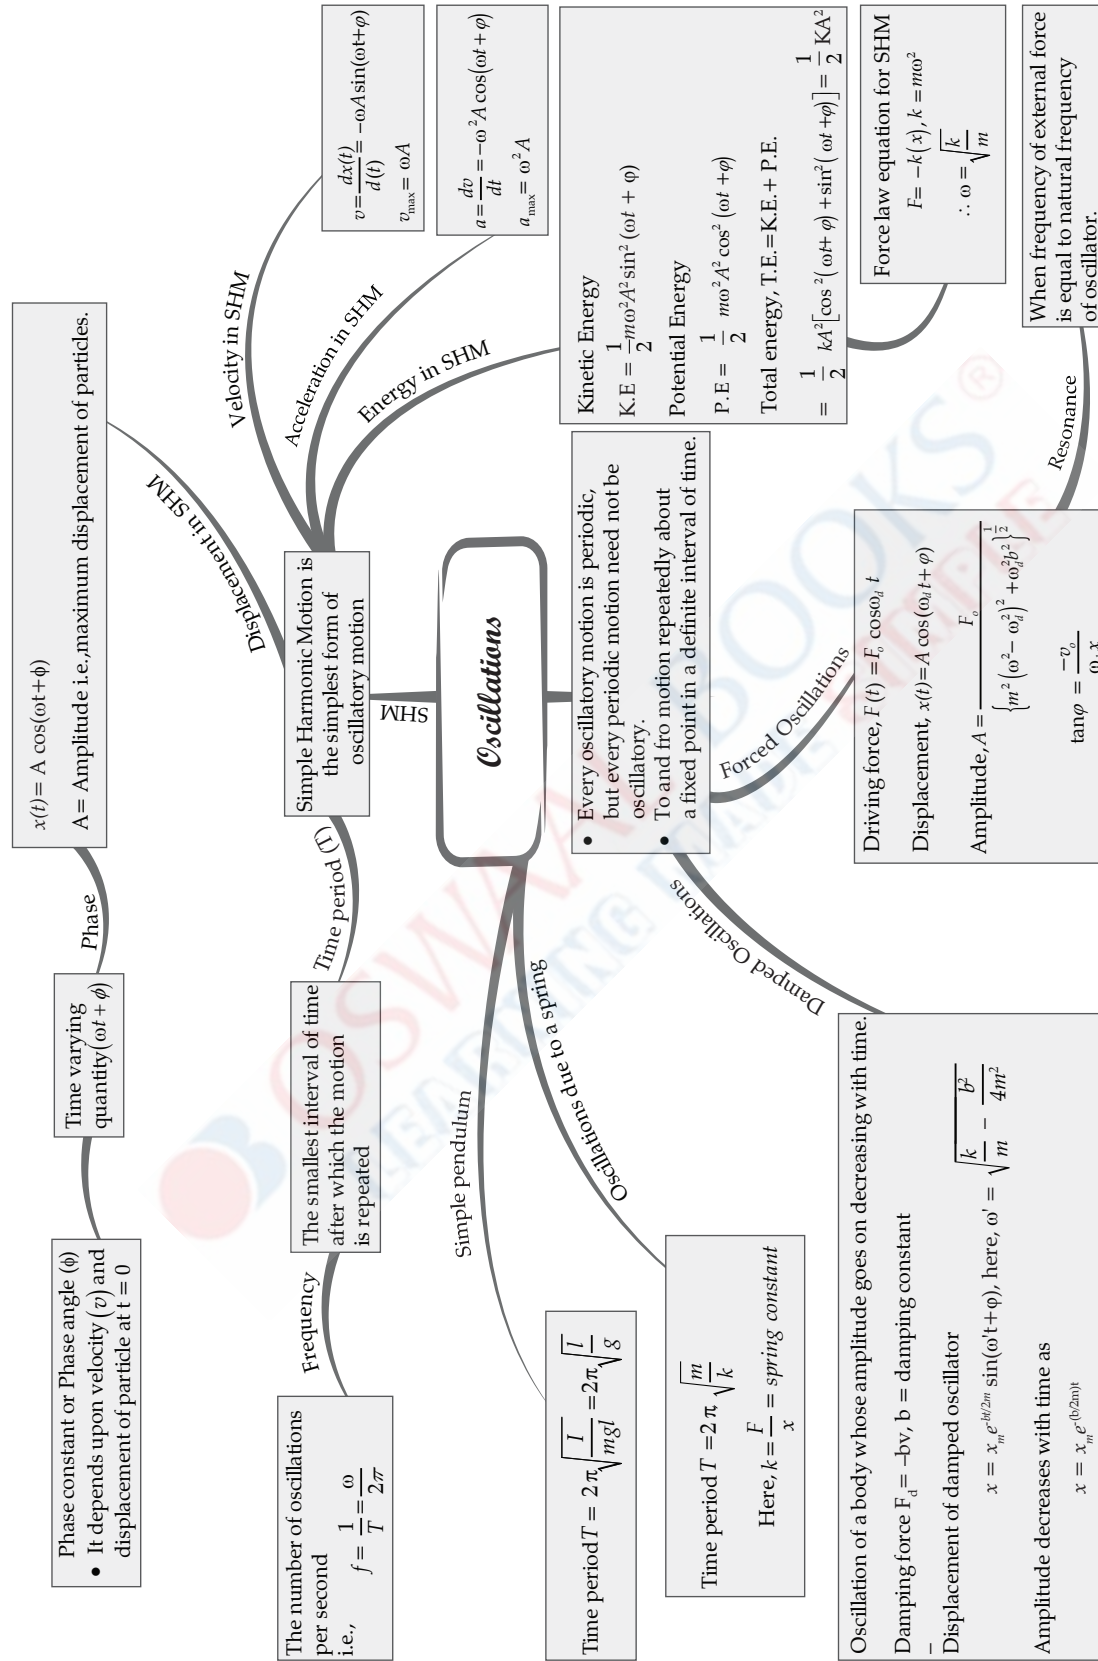 Oscillations
SHM
Simple Harmonic Motion is
the simplest form of
oscillatory motion
Displacement in SHM
x(t) = A cos(ωt+ϕ)
A = Amplitude i.e.,maximum displacement of particles.
Phase
Time varying
quantity(ωt + ϕ)
Phase constant or Phase angle (ϕ)
• It depends upon velocity (v) and
displacement of particle at t = 0
Velocity in SHM
v = dx(t)/d(t) = −ωA sin(ωt+φ)
v_max = ωA
Acceleration in SHM
a = dv/dt = −ω²A cos(ωt + φ)
a_max = ω²A
Energy in SHM
Kinetic Energy
K.E = 1/2 mω²A² sin² (ωt + φ)
Potential Energy
P.E = 1/2 mω²A² cos² (ωt + φ)
Total energy, T.E.=K.E.+ P.E.
= 1/2 kA²[cos²(ωt+ φ) + sin²(ωt +φ)] = 1/2 KA²
Force law equation for SHM
F = −k(x), k = mω²
∴ ω = √(k/m)
Time period (T)
The smallest interval of time
after which the motion
is repeated
Frequency
The number of oscillations
per second
i.e.,
f = 1/T = ω/2π
Simple pendulum
Time period T = 2π√(I/mgl) = 2π√(l/g)
Oscillations due to a spring
Time period T = 2π√(m/k)
Here, k = F/x = spring constant
• Every oscillatory motion is periodic,
but every periodic motion need not be
oscillatory.
• To and fro motion repeatedly about
a fixed point in a definite interval of time.
Damped Oscillations
Oscillation of a body whose amplitude goes on decreasing with time.
Damping force F_d = −bv, b = damping constant
–
Displacement of damped oscillator
x = x_m e^(-bt/2m) sin(ω't+φ), here, ω' = √(k/m − b²/4m²)
Amplitude decreases with time as
x = x_m e^(-(b/2m)t)
Forced Oscillations
Driving force, F(t) = F_o cosω_d t
Displacement, x(t)=A cos(ω_d t + φ)
Amplitude, A = F_o/{m²(ω² − ω_d²)² + ω_d²b²}^(1/2)
tanφ = −v_o
Resonance
When frequency of external force
is equal to natural frequency
of oscillator.
OSWAAL BOOKS®
LEARNING MADE SIMPLE